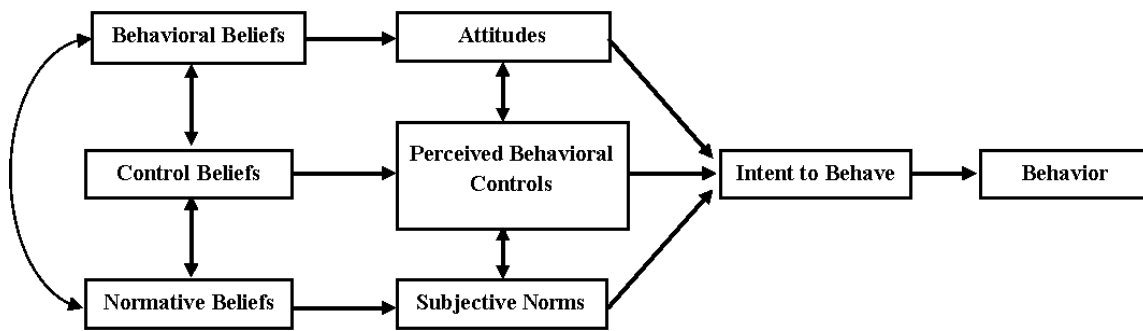 Behavioral Beliefs
Attitudes
Control Beliefs
Perceived Behavioral
Controls
Intent to Behave
Behavior
Normative Beliefs
Subjective Norms